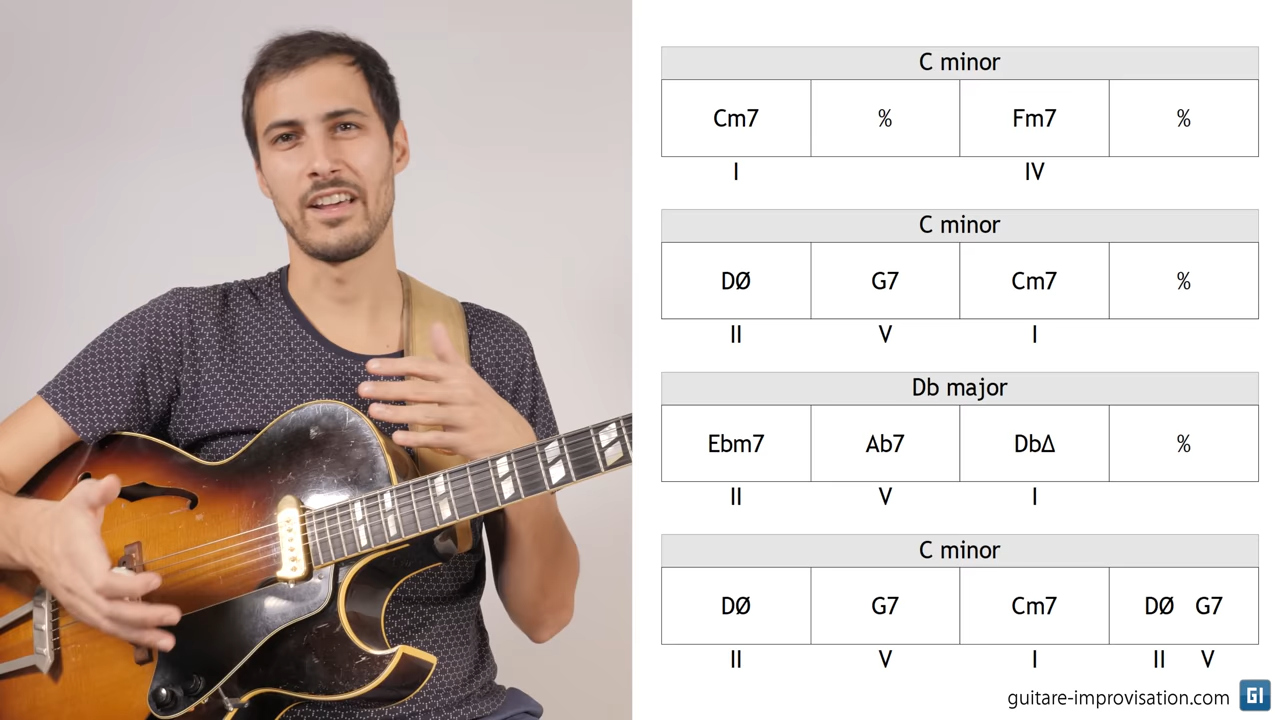 C minor
Cm7 % Fm7 %
I IV
C minor
DØ G7 Cm7 %
II V I
Db major
Ebm7 Ab7 DbΔ %
II V I
C minor
DØ G7 Cm7 DØ G7
II V I II V
guitare-improvisation.com GI